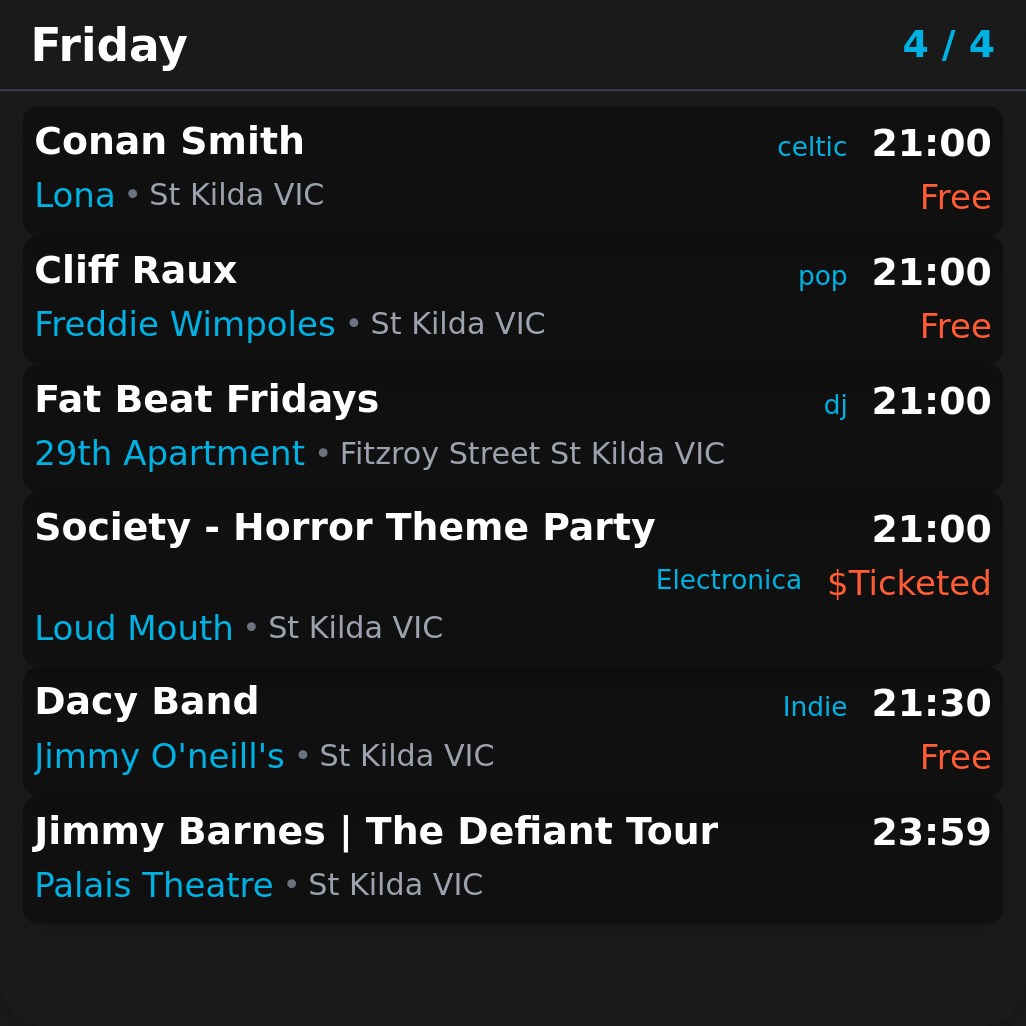 Friday 4 / 4
Conan Smith celtic 21:00
Lona • St Kilda VIC Free
Cliff Raux pop 21:00
Freddie Wimpoles • St Kilda VIC Free
Fat Beat Fridays dj 21:00
29th Apartment • Fitzroy Street St Kilda VIC
Society - Horror Theme Party 21:00
Electronica $Ticketed
Loud Mouth • St Kilda VIC
Dacy Band Indie 21:30
Jimmy O'neill's • St Kilda VIC Free
Jimmy Barnes | The Defiant Tour 23:59
Palais Theatre • St Kilda VIC